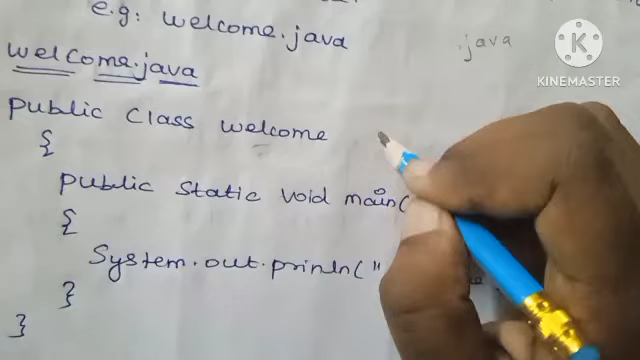 e.g: welcome.java
.java
welcome.java
public class welcome
{
public static void main(
{
System.out.prinln("
}
}
KINEMASTER